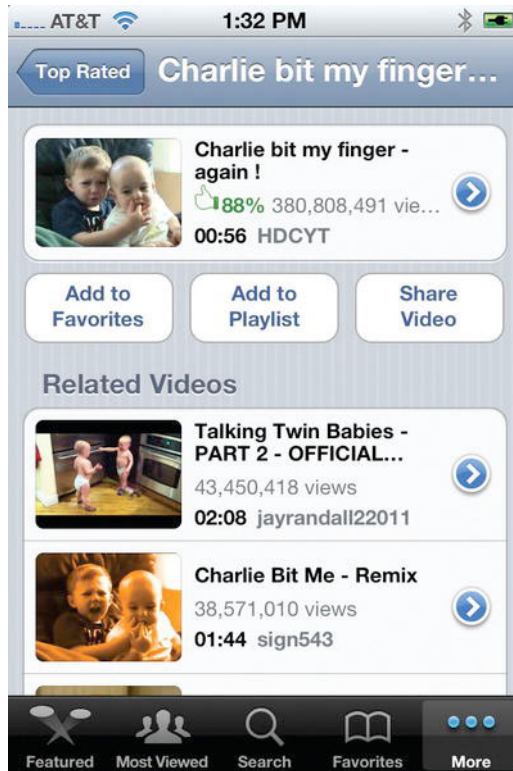 AT&T 1:32 PM
Top Rated Charlie bit my finger...
Charlie bit my finger -
again !
88% 380,808,491 vie...
00:56 HDCYT
Add to Favorites
Add to Playlist
Share Video
Related Videos
Talking Twin Babies -
PART 2 - OFFICIAL...
43,450,418 views
02:08 jayrandall22011
Charlie Bit Me - Remix
38,571,010 views
01:44 sign543
Featured Most Viewed Search Favorites More